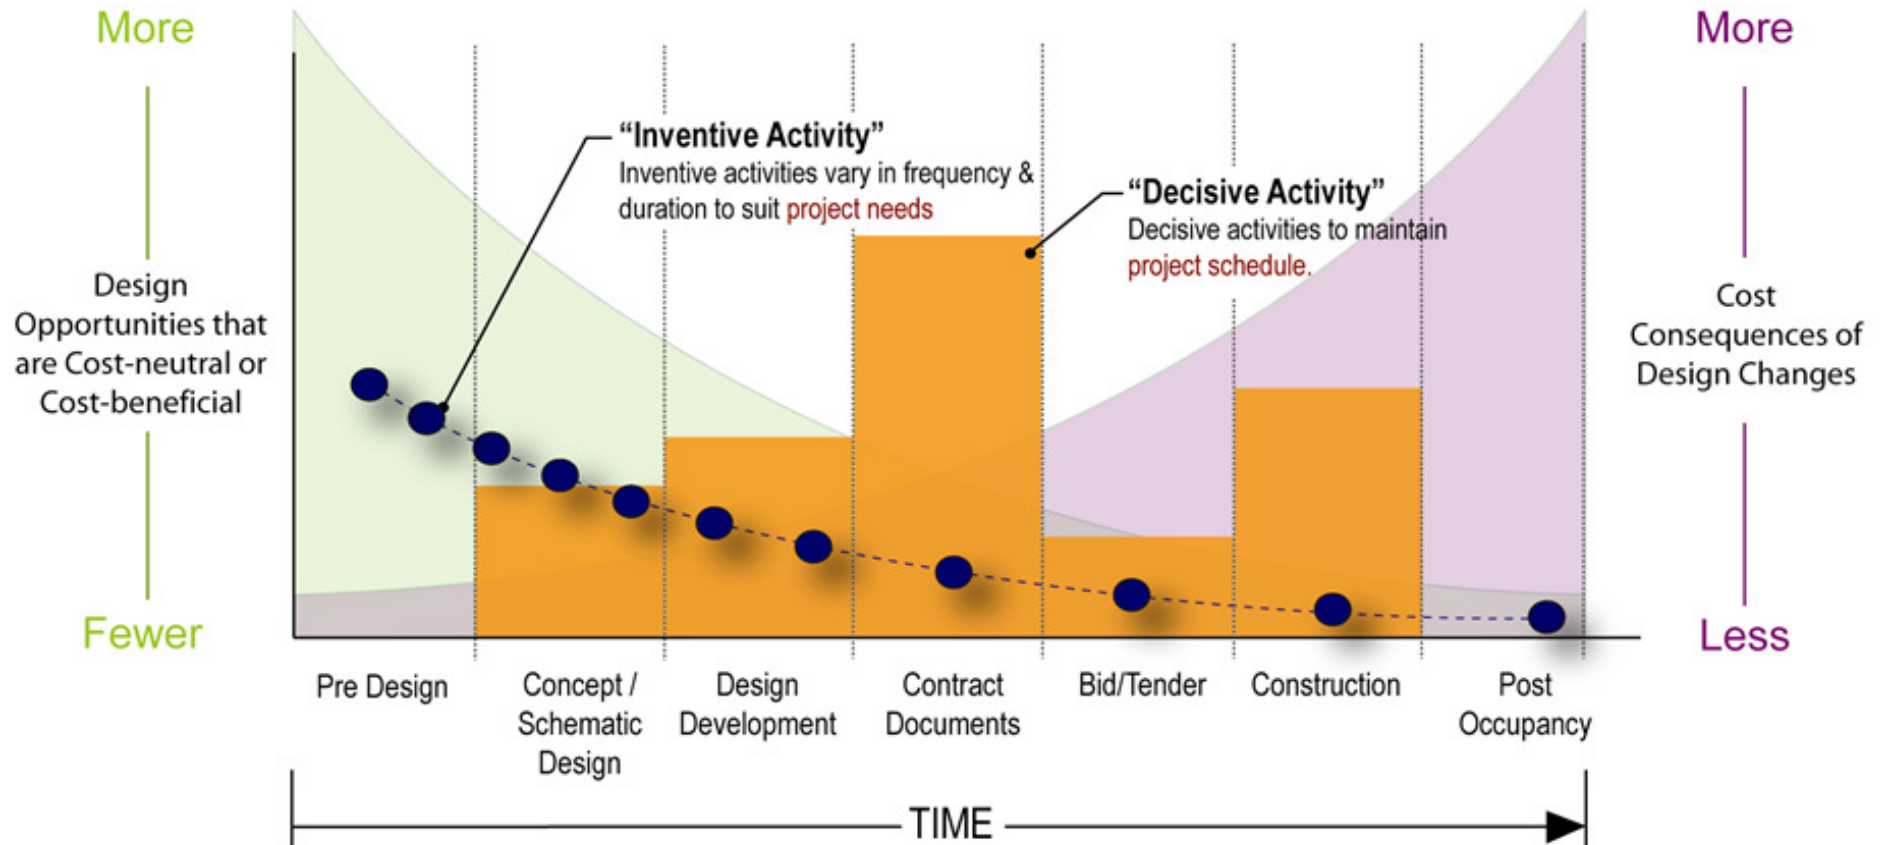 More
Design
Opportunities that
are Cost-neutral or
Cost-beneficial
Fewer
“Inventive Activity”
Inventive activities vary in frequency &
duration to suit project needs
“Decisive Activity”
Decisive activities to maintain
project schedule.
More
Cost
Consequences of
Design Changes
Less
Pre Design
Concept /
Schematic
Design
Design
Development
Contract
Documents
Bid/Tender
Construction
Post
Occupancy
TIME